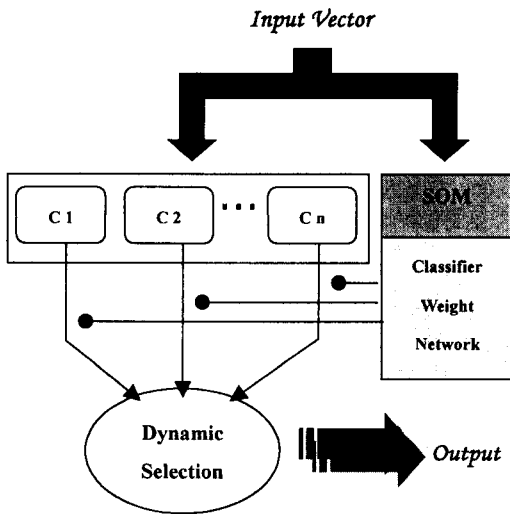 Input Vector
C 1
C 2
...
C n
SOM
Classifier
Weight
Network
Dynamic
Selection
Output